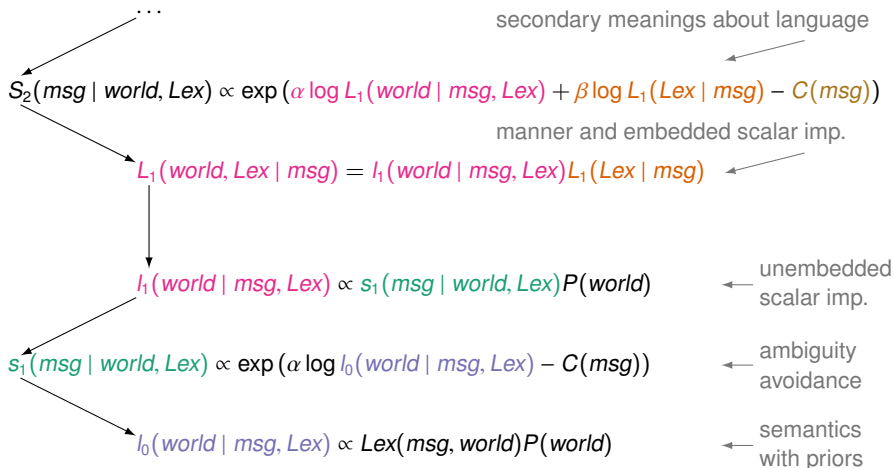 ...
secondary meanings about language
S₂(msg | world, Lex) ∝ exp (α log L₁(world | msg, Lex) + β log L₁(Lex | msg) − C(msg))
manner and embedded scalar imp.
L₁(world, Lex | msg) = l₁(world | msg, Lex)L₁(Lex | msg)
l₁(world | msg, Lex) ∝ s₁(msg | world, Lex)P(world)
unembedded
scalar imp.
s₁(msg | world, Lex) ∝ exp (α log l₀(world | msg, Lex) − C(msg))
ambiguity
avoidance
l₀(world | msg, Lex) ∝ Lex(msg, world)P(world)
semantics
with priors